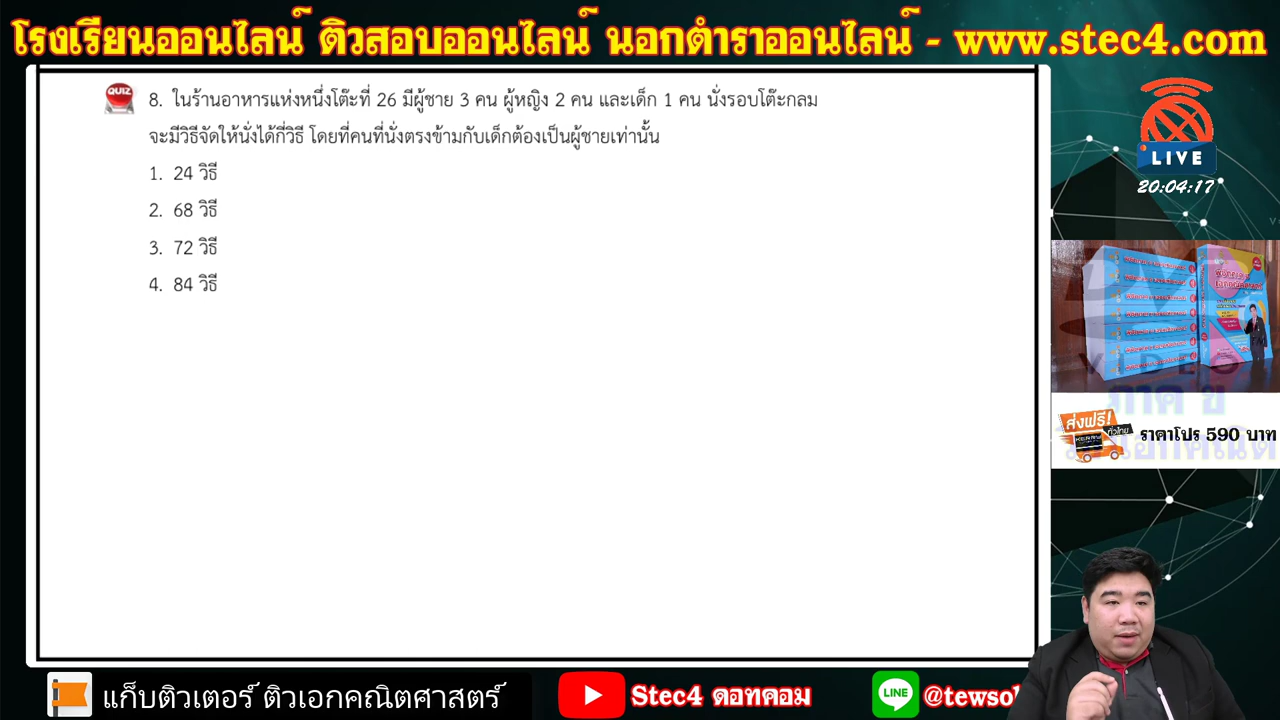 โรงเรียนออนไลน์ ติวสอบออนไลน์ นอกตำราออนไลน์ - www.stec4.com
QUIZ
8. ในร้านอาหารแห่งหนึ่งโต๊ะที่ 26 มีผู้ชาย 3 คน ผู้หญิง 2 คน และเด็ก 1 คน นั่งรอบโต๊ะกลม
จะมีวิธีจัดให้นั่งได้กี่วิธี โดยที่คนที่นั่งตรงข้ามกับเด็กต้องเป็นผู้ชายเท่านั้น
1. 24 วิธี
2. 68 วิธี
3. 72 วิธี
4. 84 วิธี
LIVE
20:04:17
VIDEO
ภาค ข
ส่งฟรี!
ทั่วไทย
ราคาโปร 590 บาท
แก็บติวเตอร์ ติวเอกคณิตศาสตร์
Stec4 ดอทคอม
LINE